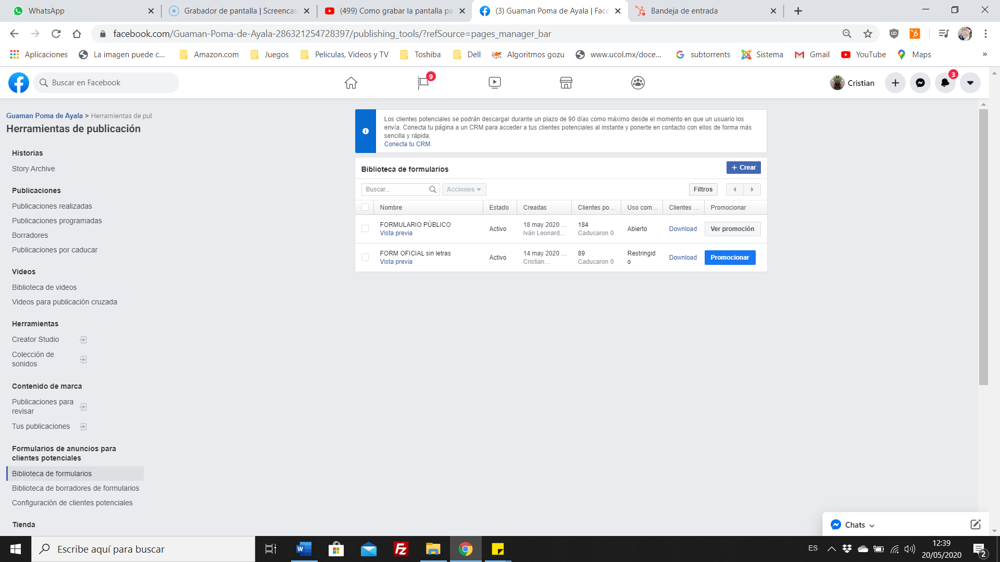 WhatsApp
Grabador de pantalla | Screencas
(499) Como grabar la pantalla pa
(3) Guaman Poma de Ayala | Face
Bandeja de entrada
facebook.com/Guaman-Poma-de-Ayala-286321254728397/publishing_tools/?refSource=pages_manager_bar
Aplicaciones
La imagen puede c...
Amazon.com
Juegos
Peliculas, Videos y TV
Toshiba
Dell
Algoritmos gozu
www.ucol.mx/doce...
subtorrents
Sistema
Gmail
YouTube
Maps
»
Buscar en Facebook
9
Cristian
3
Guaman Poma de Ayala > Herramientas de put
Herramientas de publicación
Historias
Story Archive
Publicaciones
Publicaciones realizadas
Publicaciones programadas
Borradores
Publicaciones por caducar
Videos
Biblioteca de videos
Videos para publicación cruzada
Herramientas
Creator Studio
Colección de
sonidos
Contenido de marca
Publicaciones para
revisar
Tus publicaciones
Formularios de anuncios para
clientes potenciales
Biblioteca de formularios
Biblioteca de borradores de formularios
Configuración de clientes potenciales
Tienda
Los clientes potenciales se podrán descargar durante un plazo de 90 días como máximo desde el momento en que un usuario los
envía. Conecta tu página a un CRM para acceder a tus clientes potenciales al instante y ponerte en contacto con ellos de forma más
sencilla y rápida.
Conecta tu CRM.
Biblioteca de formularios
+ Crear
Buscar...
Acciones
Filtros
Nombre Estado Creadas Clientes po... Uso com... Clientes ... Promocionar
FORMULARIO PÚBLICO
Vista previa
Activo
18 may 2020 ...
Iván Leonard...
184
Caducaron 0
Abierto
Download
Ver promoción
FORM OFICIAL sin letras
Vista previa
Activo
14 may 2020 ...
Cristian...
89
Caducaron 0
Restringid
o
Download
Promocionar
Chats
Escribe aquí para buscar
ES
12:39
20/05/2020
2